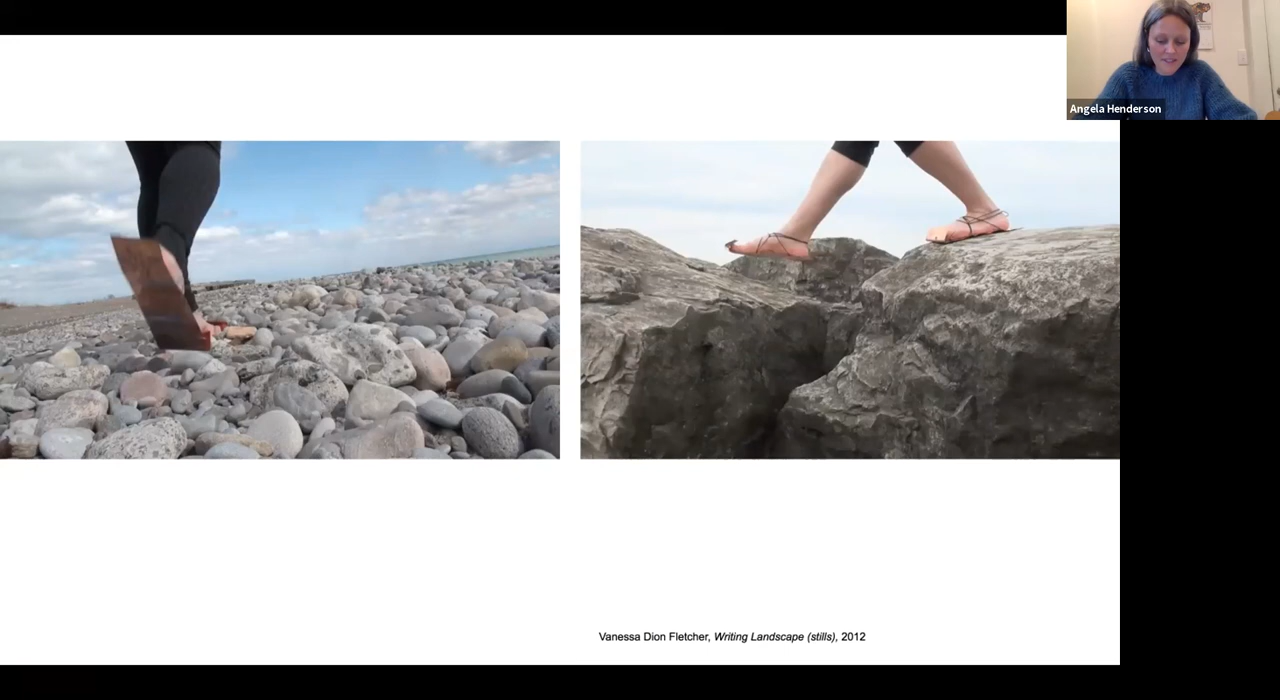 Angela Henderson
Vanessa Dion Fletcher, Writing Landscape (stills), 2012